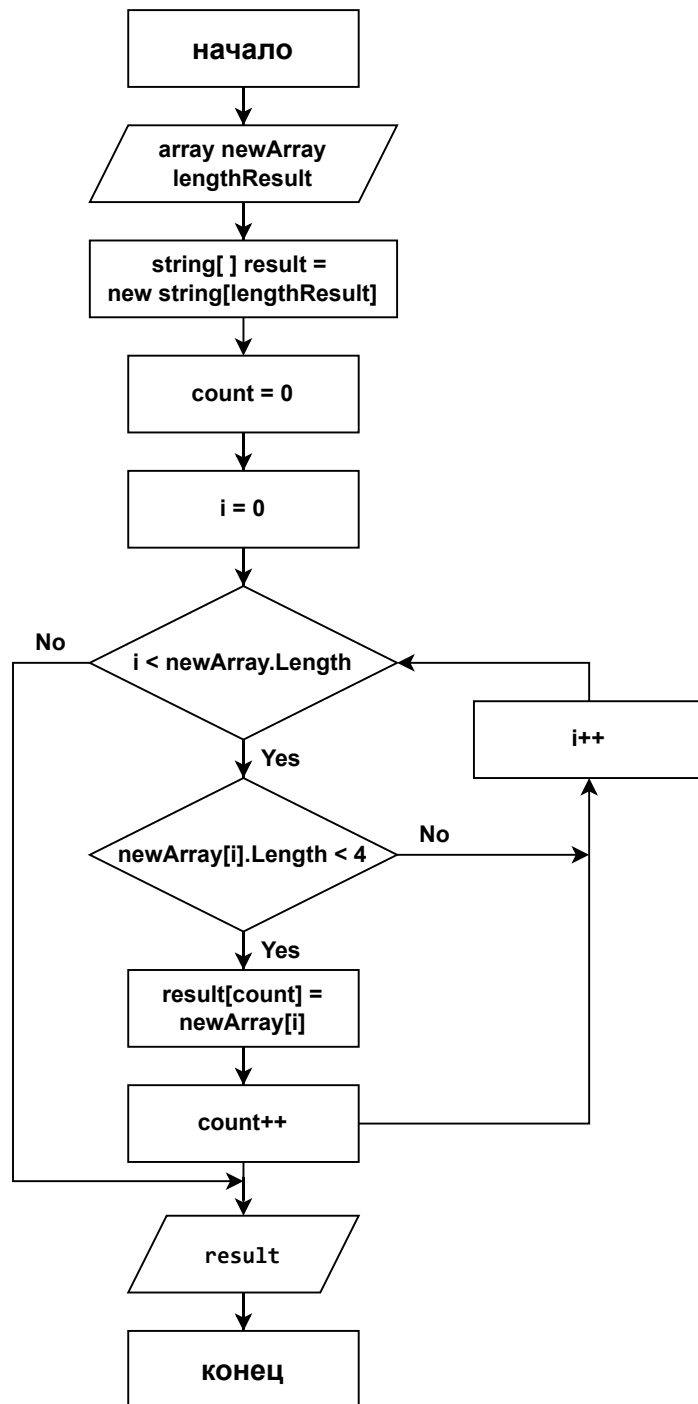 начало
array newArray
lengthResult
string[ ] result =
new string[lengthResult]
count = 0
i = 0
No
i < newArray.Length
i++
Yes
newArray[i].Length < 4
No
Yes
result[count] =
newArray[i]
count++
result
конец